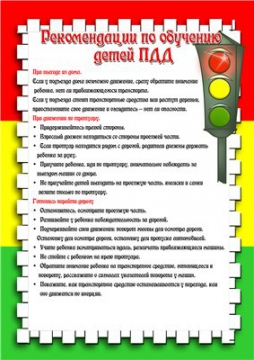 Рекомендации по обучению
детей ПДД
При выходе из дома.
Если у подъезда дома возможно движение, сразу обратите внимание
ребенка, нет ли приближающегося транспорта.
Если у подъезда стоят транспортные средства или растут деревья,
приостановите свое движение и оглядитесь – нет ли опасности.
При движении по тротуару.
• Придерживайтесь правой стороны.
• Взрослый должен находиться со стороны проезжей части.
• Если тротуар находится рядом с дорогой, родители должны держать
ребенка за руку.
• Приучите ребенка, идя по тротуару, внимательно наблюдать за
выездом машин со двора.
• Не приучайте детей выходить на проезжую часть, коляски и санки
везите только по тротуару.
Готовясь перейти дорогу
• Остановитесь, осмотрите проезжую часть.
• Развивайте у ребенка наблюдательность за дорогой.
• Подчеркивайте свои движения: поворот головы для осмотра дороги.
Остановку для осмотра дороги, остановку для пропуска автомобилей.
• Учите ребенка всматриваться вдаль, различать приближающиеся машины.
• Не стойте с ребенком на краю тротуара.
• Обратите внимание ребенка на транспортное средство, готовящееся к
повороту, расскажите о сигналах указателей поворота у машин.
• Покажите, как транспортное средство останавливается у перехода, как
оно движется по инерции.